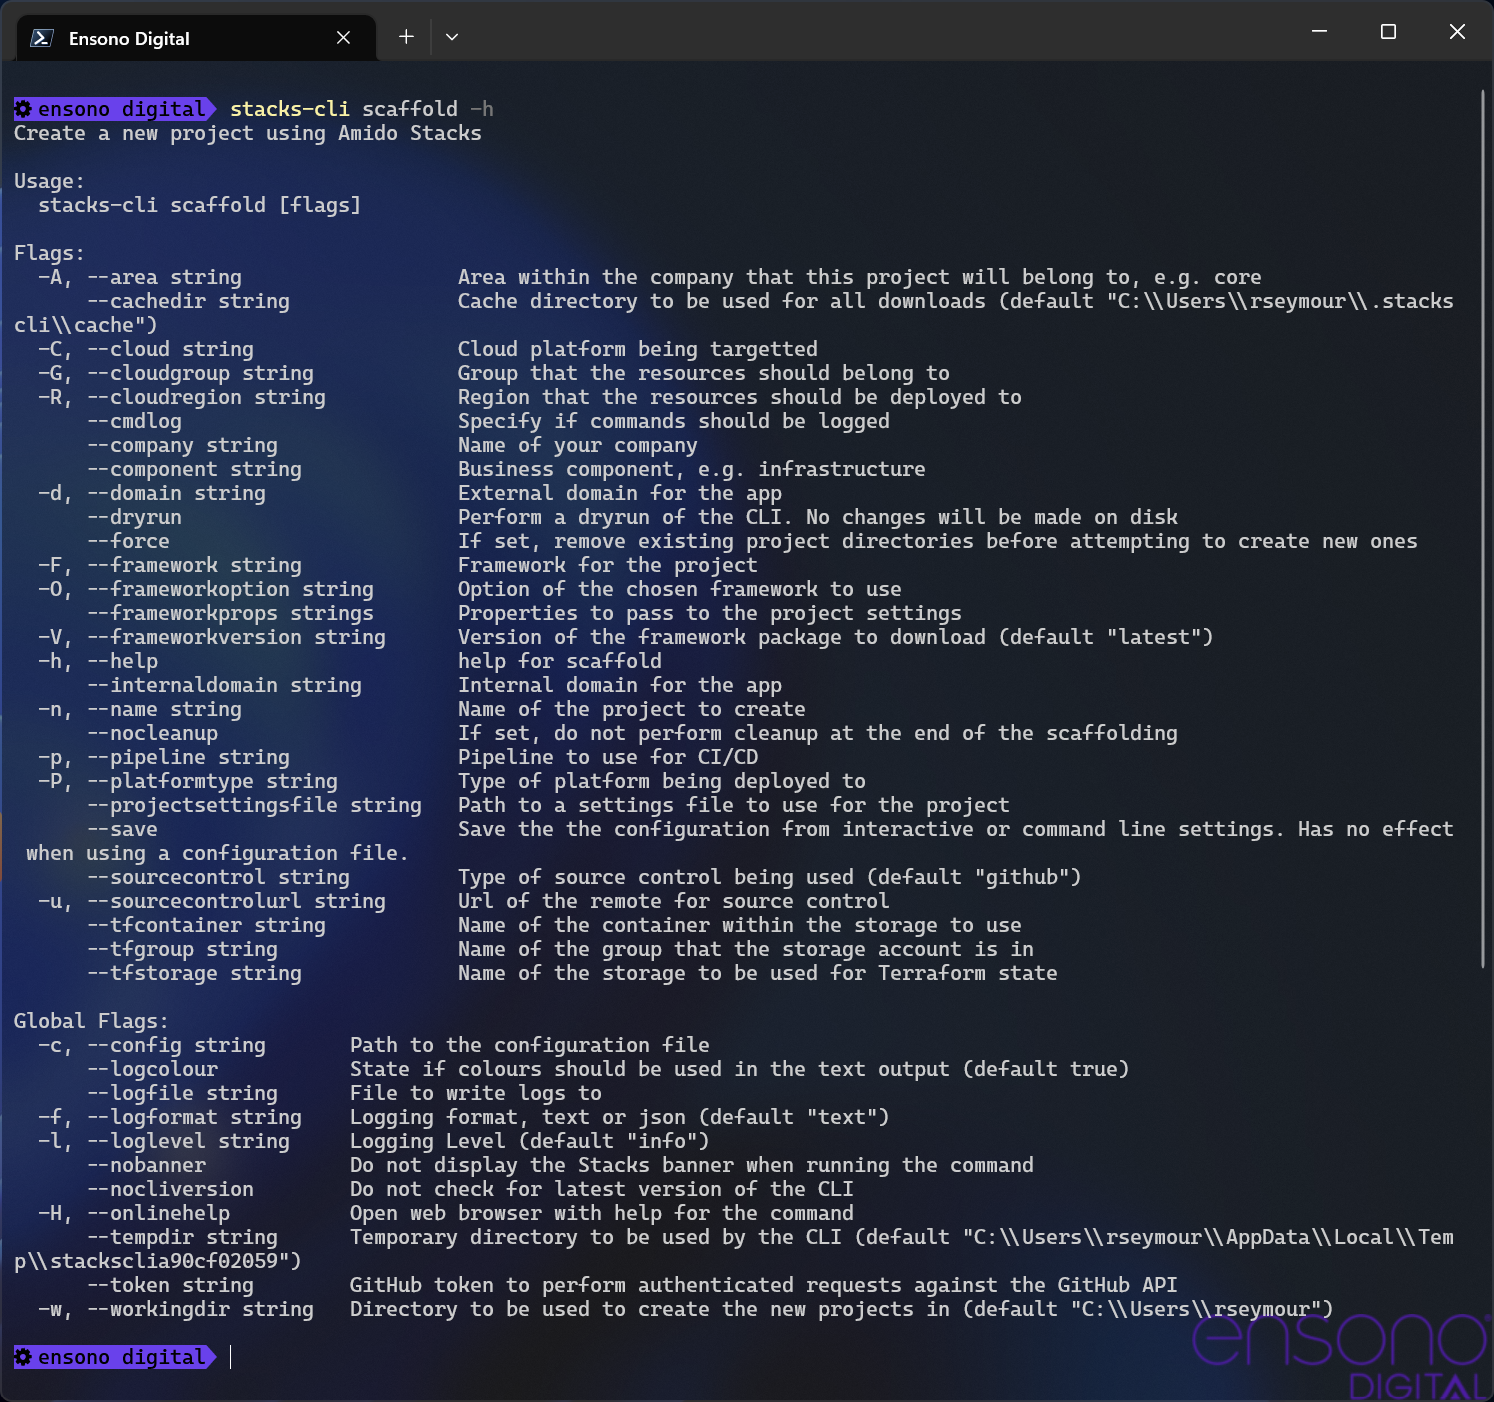 Ensono Digital
ensono digital stacks-cli scaffold -h
Create a new project using Amido Stacks
Usage:
  stacks-cli scaffold [flags]
Flags:
  -A, --area string                  Area within the company that this project will belong to, e.g. core
      --cachedir string              Cache directory to be used for all downloads (default "C:\\Users\\rseymour\\.stacks
cli\\cache")
  -C, --cloud string                 Cloud platform being targetted
  -G, --cloudgroup string            Group that the resources should belong to
  -R, --cloudregion string           Region that the resources should be deployed to
      --cmdlog                       Specify if commands should be logged
      --company string               Name of your company
      --component string             Business component, e.g. infrastructure
  -d, --domain string                External domain for the app
      --dryrun                       Perform a dryrun of the CLI. No changes will be made on disk
      --force                        If set, remove existing project directories before attempting to create new ones
  -F, --framework string             Framework for the project
  -O, --frameworkoption string       Option of the chosen framework to use
      --frameworkprops strings       Properties to pass to the project settings
  -V, --frameworkversion string      Version of the framework package to download (default "latest")
  -h, --help                         help for scaffold
      --internaldomain string        Internal domain for the app
  -n, --name string                  Name of the project to create
      --nocleanup                    If set, do not perform cleanup at the end of the scaffolding
  -p, --pipeline string              Pipeline to use for CI/CD
  -P, --platformtype string          Type of platform being deployed to
      --projectsettingsfile string   Path to a settings file to use for the project
      --save                         Save the the configuration from interactive or command line settings. Has no effect
 when using a configuration file.
      --sourcecontrol string         Type of source control being used (default "github")
  -u, --sourcecontrolurl string      Url of the remote for source control
      --tfcontainer string           Name of the container within the storage to use
      --tfgroup string               Name of the group that the storage account is in
      --tfstorage string             Name of the storage to be used for Terraform state
Global Flags:
  -c, --config string       Path to the configuration file
      --logcolour           State if colours should be used in the text output (default true)
      --logfile string      File to write logs to
  -f, --logformat string    Logging format, text or json (default "text")
  -l, --loglevel string     Logging Level (default "info")
      --nobanner            Do not display the Stacks banner when running the command
      --nocliversion        Do not check for latest version of the CLI
  -H, --onlinehelp          Open web browser with help for the command
      --tempdir string      Temporary directory to be used by the CLI (default "C:\\Users\\rseymour\\AppData\\Local\\Tem
p\\stacksclia90cf02059")
      --token string        GitHub token to perform authenticated requests against the GitHub API
  -w, --workingdir string   Directory to be used to create the new projects in (default "C:\\Users\\rseymour")
ensono digital
ensono
DIGITAL